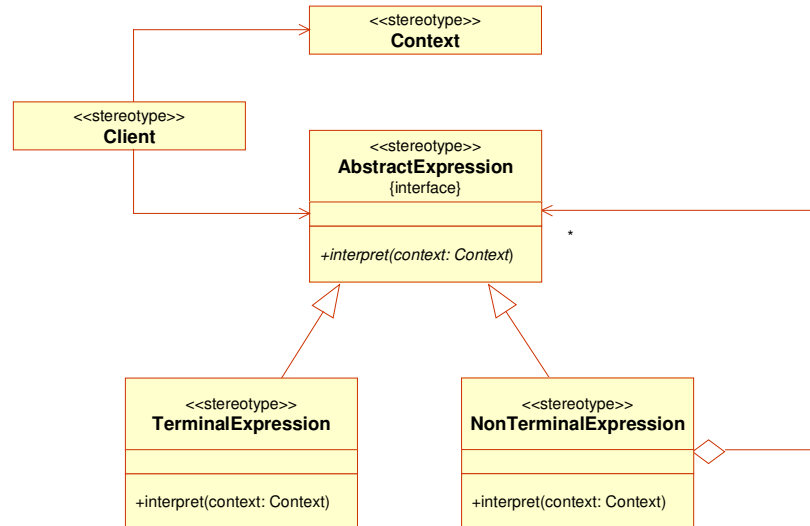 <<stereotype>>
Context
<<stereotype>>
Client
<<stereotype>>
AbstractExpression
{interface}
*
+interpret(context: Context)
<<stereotype>>
TerminalExpression
+interpret(context: Context)
<<stereotype>>
NonTerminalExpression
+interpret(context: Context)